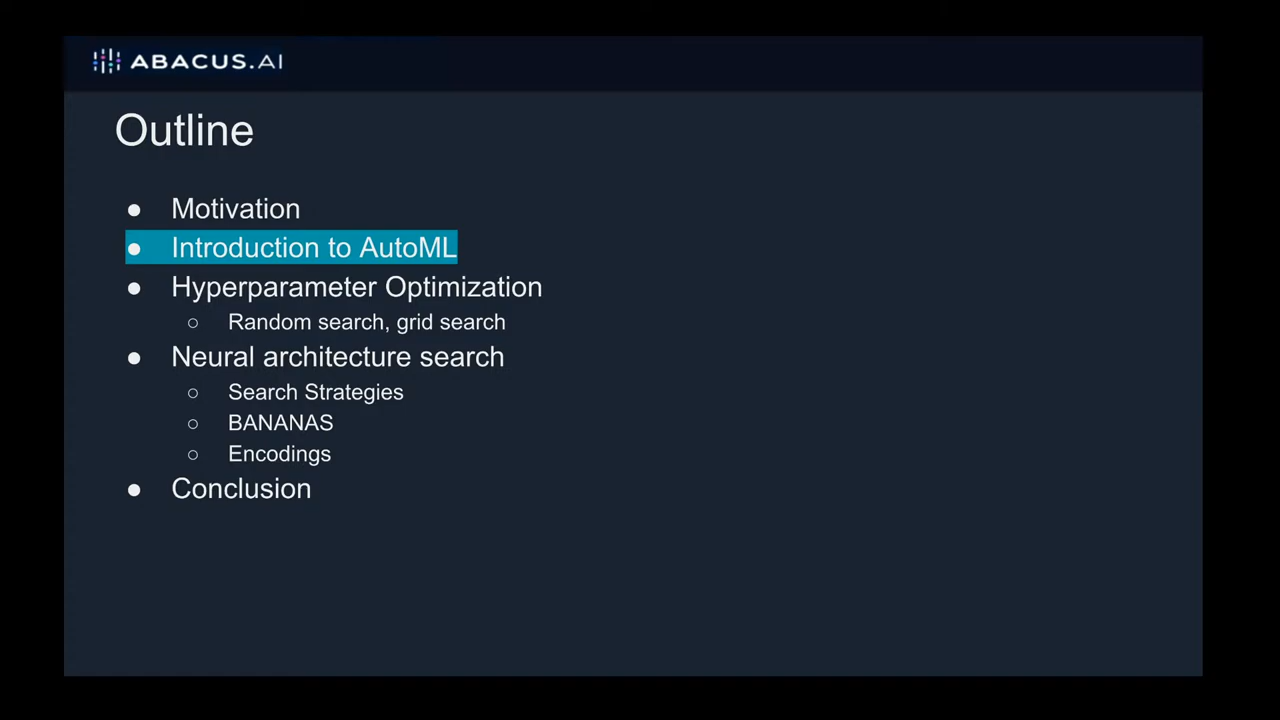 ABACUS.AI
Outline
● Motivation
● Introduction to AutoML
● Hyperparameter Optimization
○ Random search, grid search
● Neural architecture search
○ Search Strategies
○ BANANAS
○ Encodings
● Conclusion